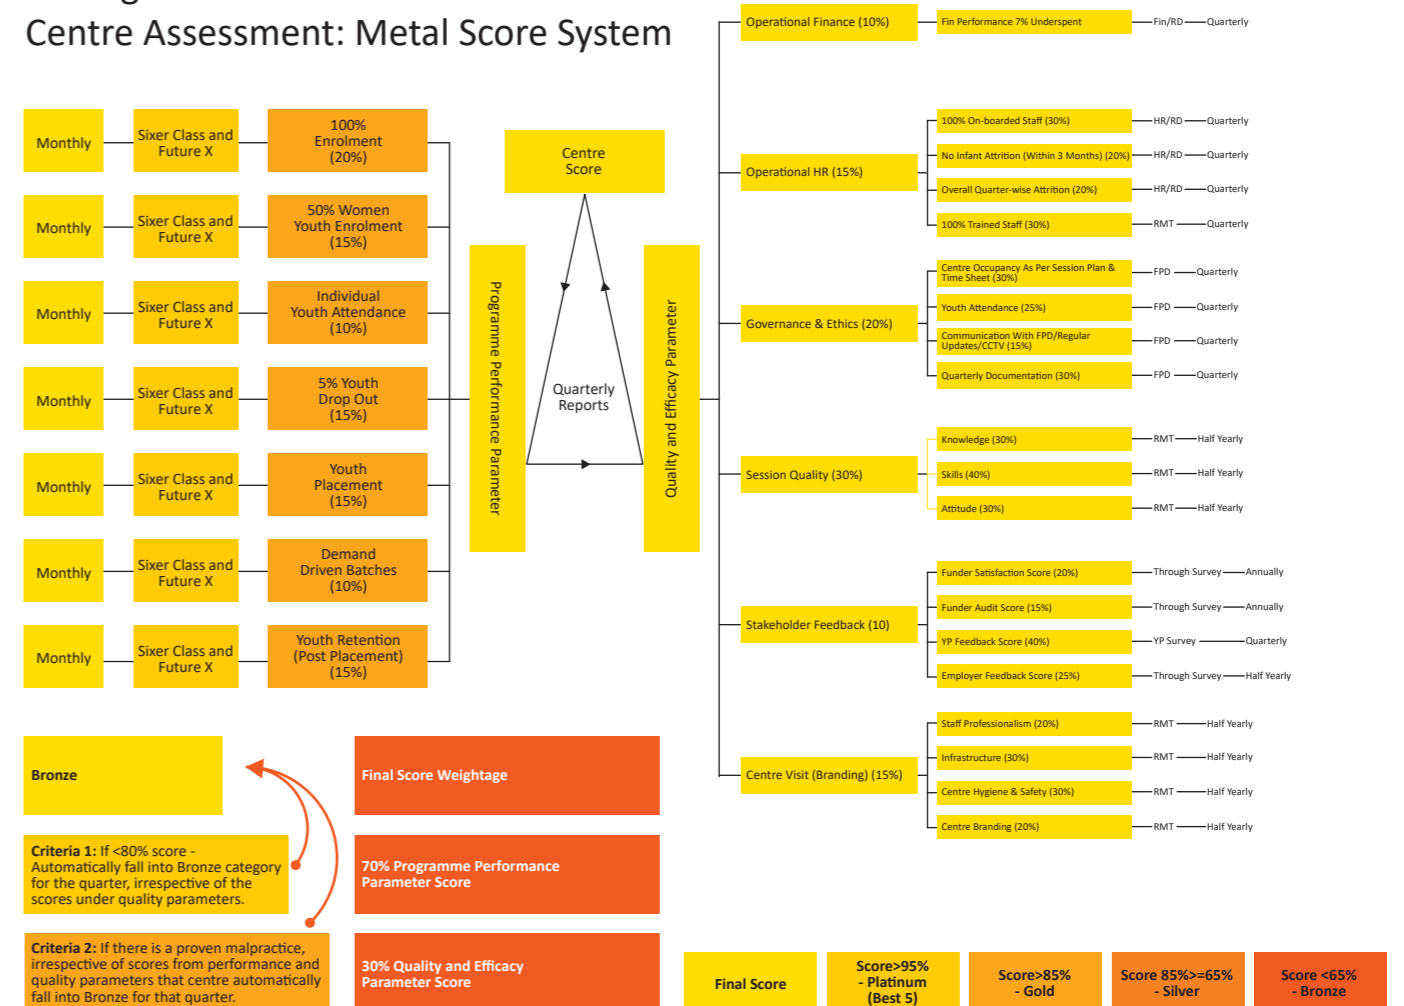 Centre Assessment: Metal Score System
Monthly
Sixer Class and
Future X
100%
Enrolment
(20%)
Monthly
Sixer Class and
Future X
50% Women
Youth Enrolment
(15%)
Monthly
Sixer Class and
Future X
Individual
Youth Attendance
(10%)
Monthly
Sixer Class and
Future X
5% Youth
Drop Out
(15%)
Monthly
Sixer Class and
Future X
Youth
Placement
(15%)
Monthly
Sixer Class and
Future X
Demand
Driven Batches
(10%)
Monthly
Sixer Class and
Future X
Youth Retention
(Post Placement)
(15%)
Programme Performance Parameter
Centre
Score
Quarterly
Reports
Quality and Efficacy Parameter
Operational Finance (10%)
Fin Performance 7% Underspent
Fin/RD
Quarterly
Operational HR (15%)
100% On-boarded Staff (30%)
HR/RD
Quarterly
No Infant Attrition (Within 3 Months) (20%)
HR/RD
Quarterly
Overall Quarter-wise Attrition (20%)
HR/RD
Quarterly
100% Trained Staff (30%)
RMT
Quarterly
Governance & Ethics (20%)
Centre Occupancy As Per Session Plan &
Time Sheet (30%)
FPD
Quarterly
Youth Attendance (25%)
FPD
Quarterly
Communication With FPD/Regular
Updates/CCTV (15%)
FPD
Quarterly
Quarterly Documentation (30%)
FPD
Quarterly
Session Quality (30%)
Knowledge (30%)
RMT
Half Yearly
Skills (40%)
RMT
Half Yearly
Attitude (30%)
RMT
Half Yearly
Stakeholder Feedback (10)
Funder Satisfaction Score (20%)
Through Survey
Annually
Funder Audit Score (15%)
Through Survey
Annually
YP Feedback Score (40%)
YP Survey
Quarterly
Employer Feedback Score (25%)
Through Survey
Half Yearly
Centre Visit (Branding) (15%)
Staff Professionalism (20%)
RMT
Half Yearly
Infrastructure (30%)
RMT
Half Yearly
Centre Hygiene & Safety (30%)
RMT
Half Yearly
Centre Branding (20%)
RMT
Half Yearly
Bronze
Criteria 1: If <80% score -
Automatically fall into Bronze category
for the quarter, irrespective of the
scores under quality parameters.
Criteria 2: If there is a proven malpractice,
irrespective of scores from performance and
quality parameters that centre automatically
fall into Bronze for that quarter.
Final Score Weightage
70% Programme Performance
Parameter Score
30% Quality and Efficacy
Parameter Score
Final Score
Score>95%
- Platinum
(Best 5)
Score>85%
- Gold
Score 85%>=65%
- Silver
Score <65%
- Bronze